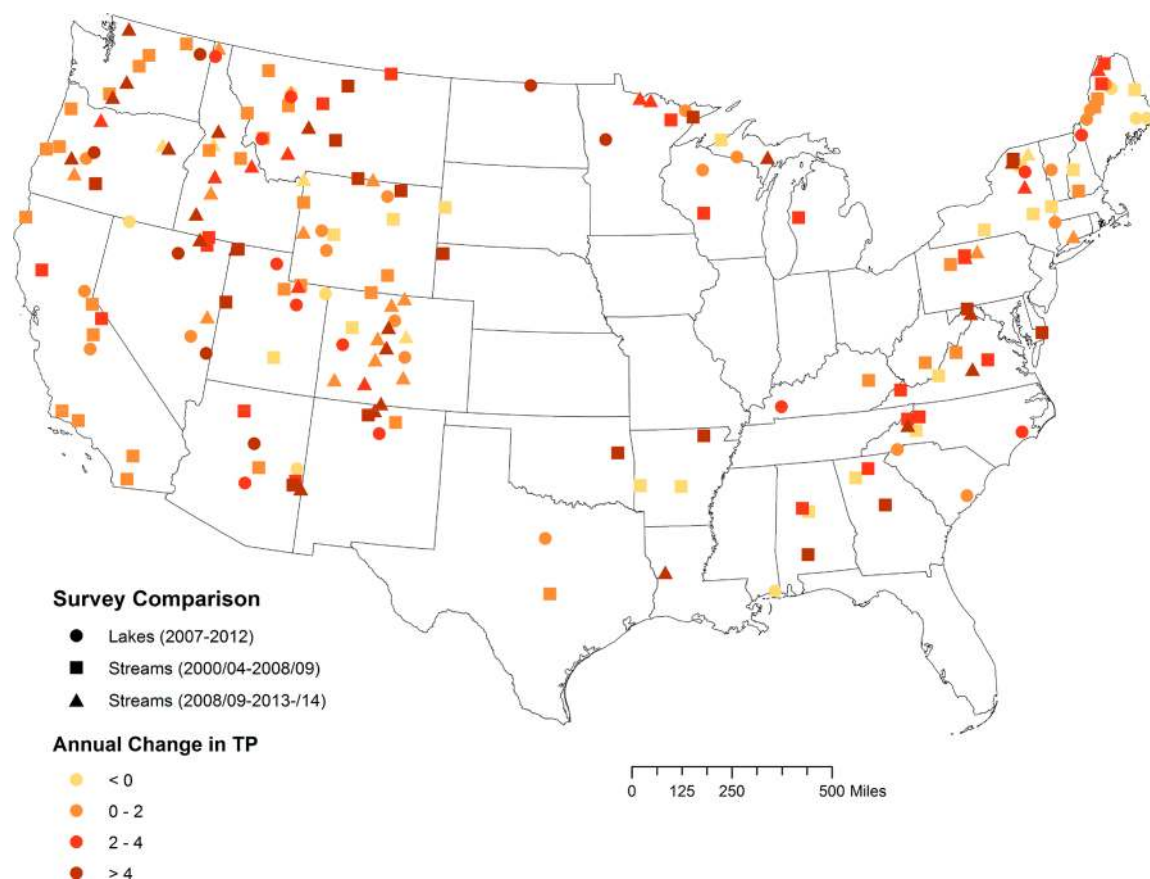 Survey Comparison
Lakes (2007-2012)
Streams (2000/04-2008/09)
Streams (2008/09-2013-/14)
Annual Change in TP
< 0
0 - 2
2 - 4
> 4
0 125 250 500 Miles